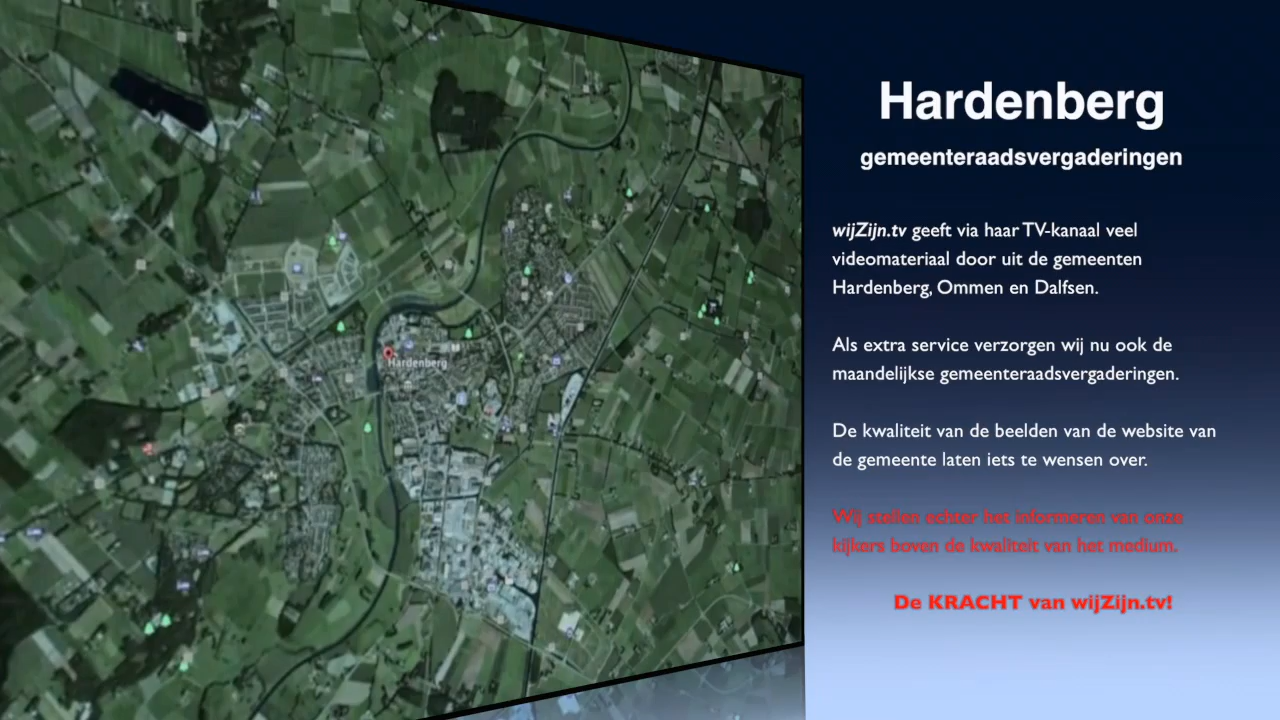 Hardenberg
gemeenteraadsvergaderingen
wijZijn.tv geeft via haar TV-kanaal veel
videomateriaal door uit de gemeenten
Hardenberg, Ommen en Dalfsen.
Als extra service verzorgen wij nu ook de
maandelijkse gemeenteraadsvergaderingen.
De kwaliteit van de beelden van de website van
de gemeente laten iets te wensen over.
Wij stellen echter het informeren van onze
kijkers boven de kwaliteit van het medium.
De KRACHT van wijZijn.tv!
Hardenberg